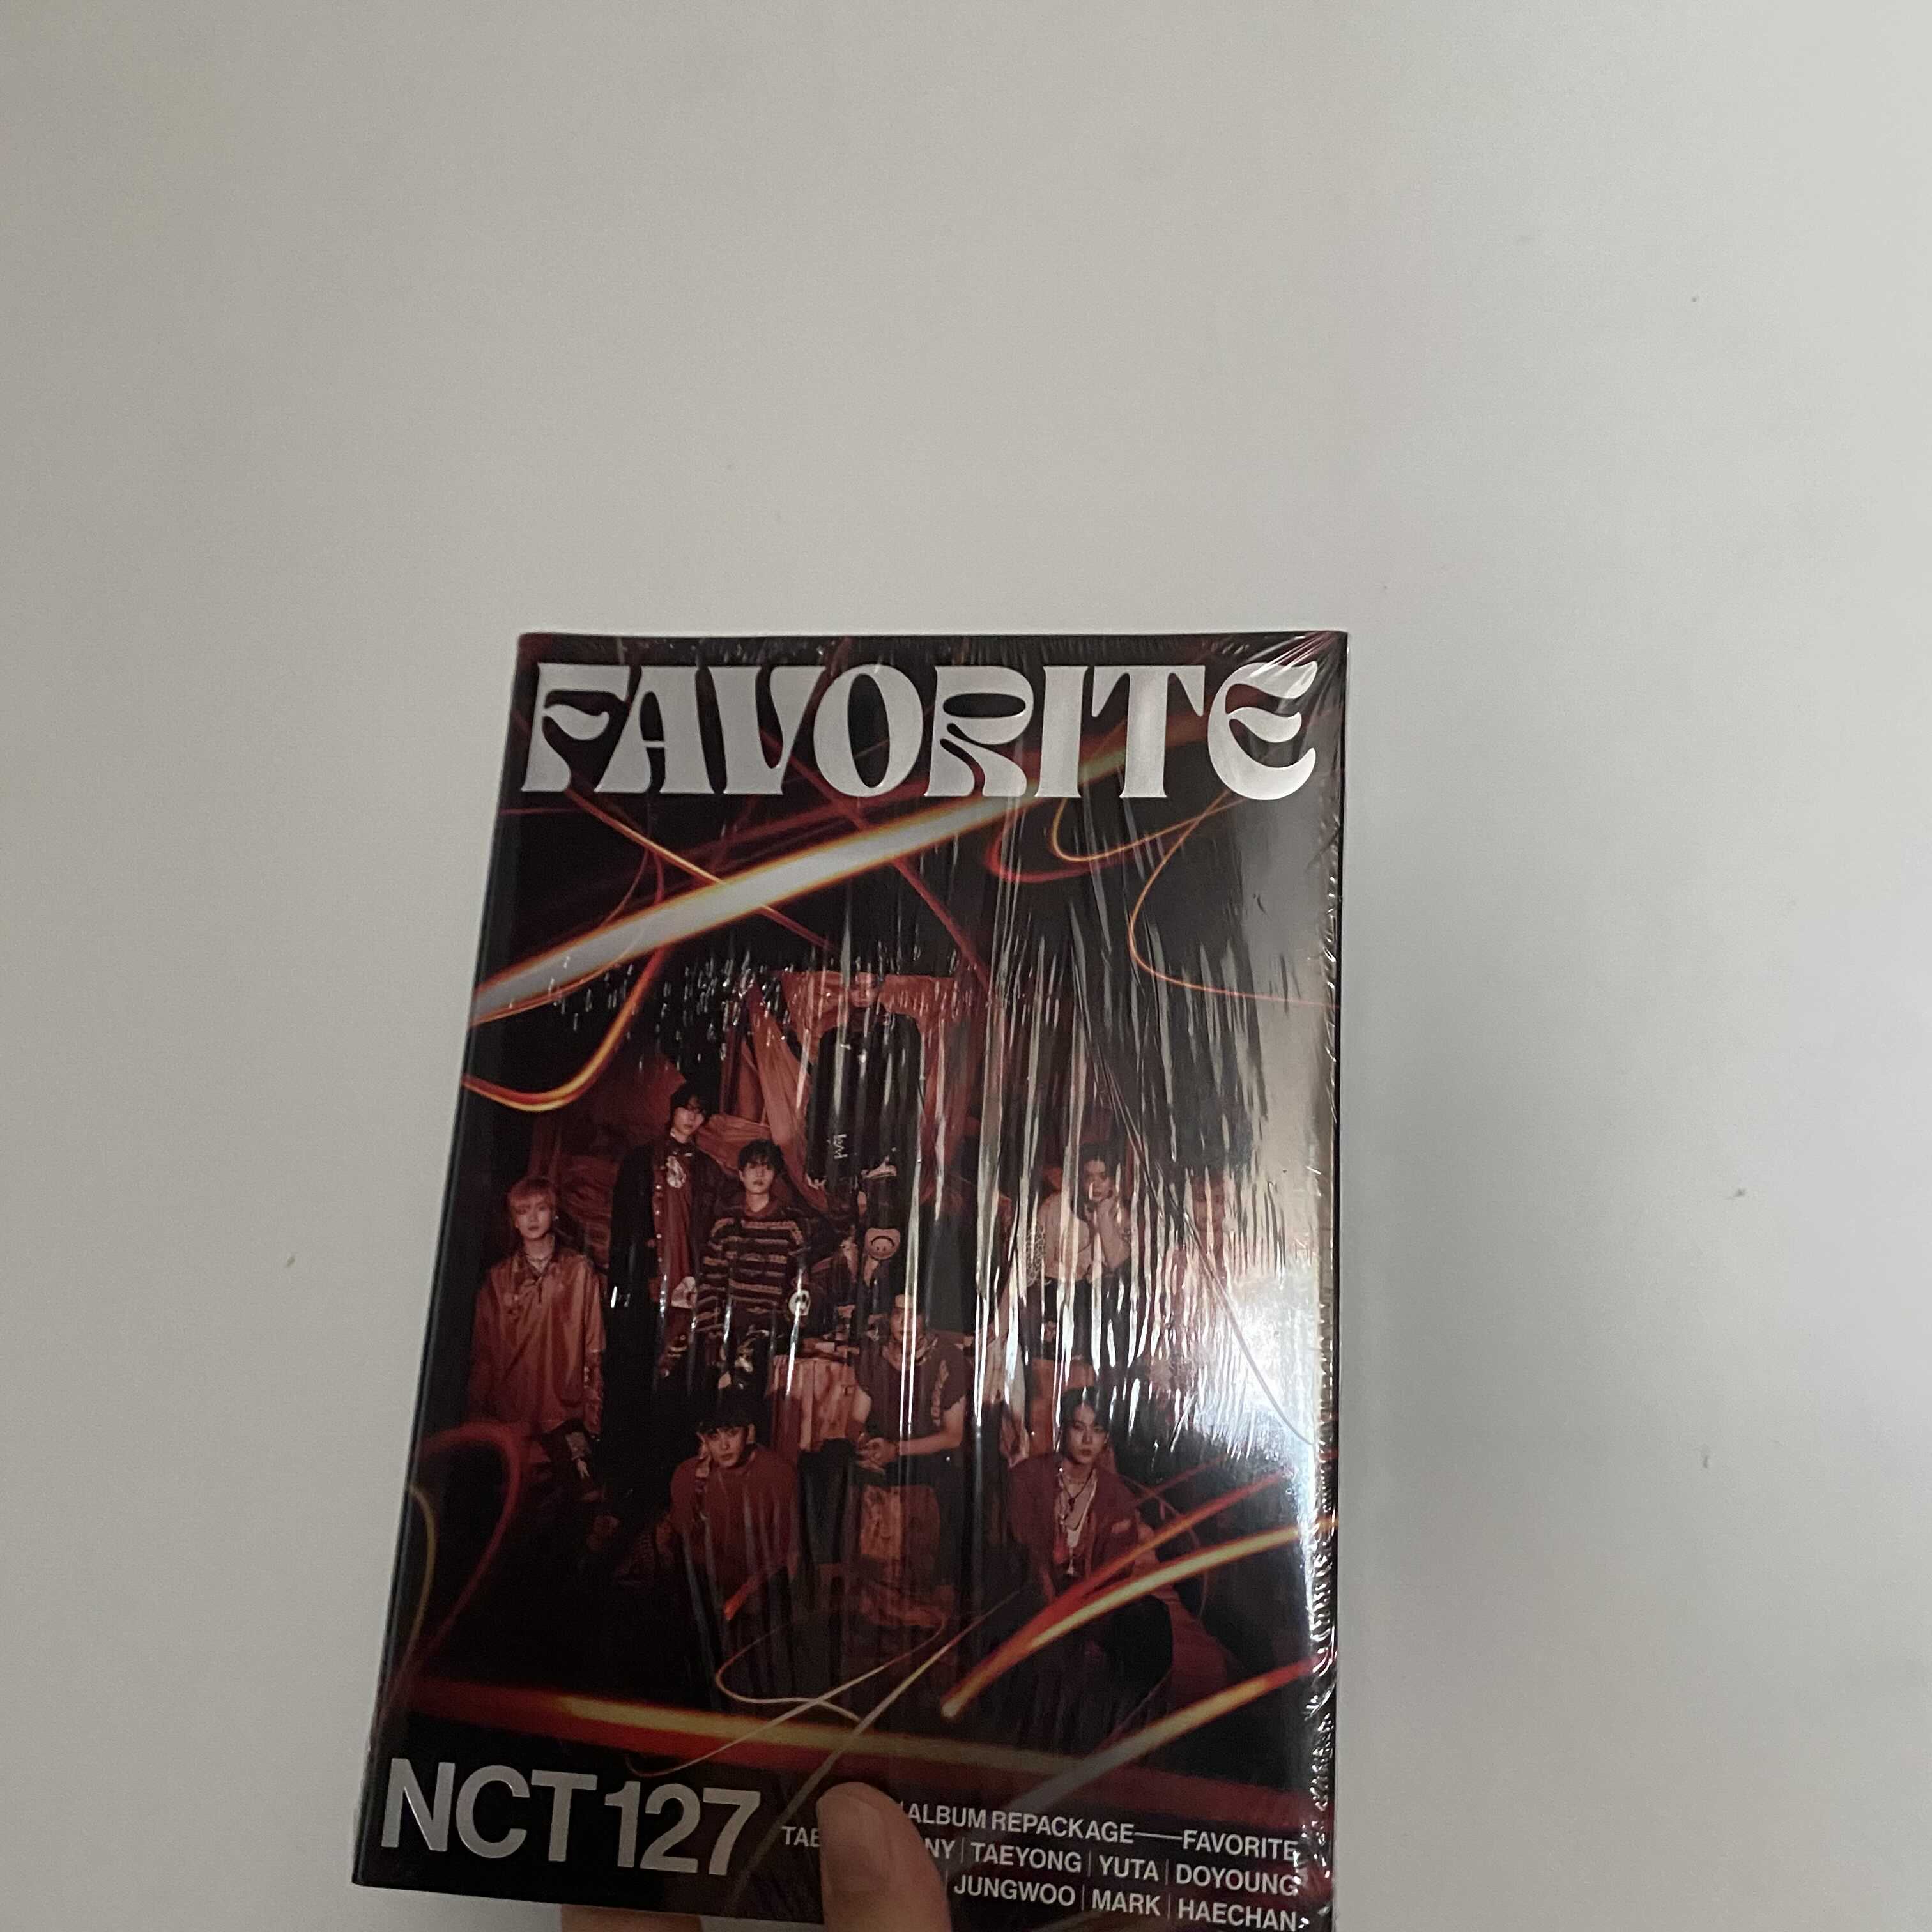 FAVORITE
NCT 127
ALBUM REPACKAGE——FAVORITE
TAEYONG | YUTA | DOYOUNG
JUNGWOO | MARK | HAECHAN